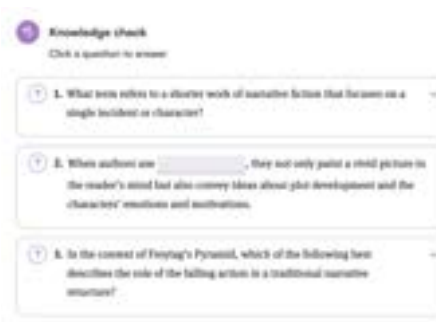 Knowledge check
Click a question to answer
1. What term refers to a shorter work of narrative fiction that focuses on a
single incident or character?
2. When authors use , they not only paint a vivid picture in
the reader's mind but also convey ideas about plot development and the
characters' emotions and motivations.
3. In the context of Freytag's Pyramid, which of the following best
describes the role of the falling action in a traditional narrative
structure?